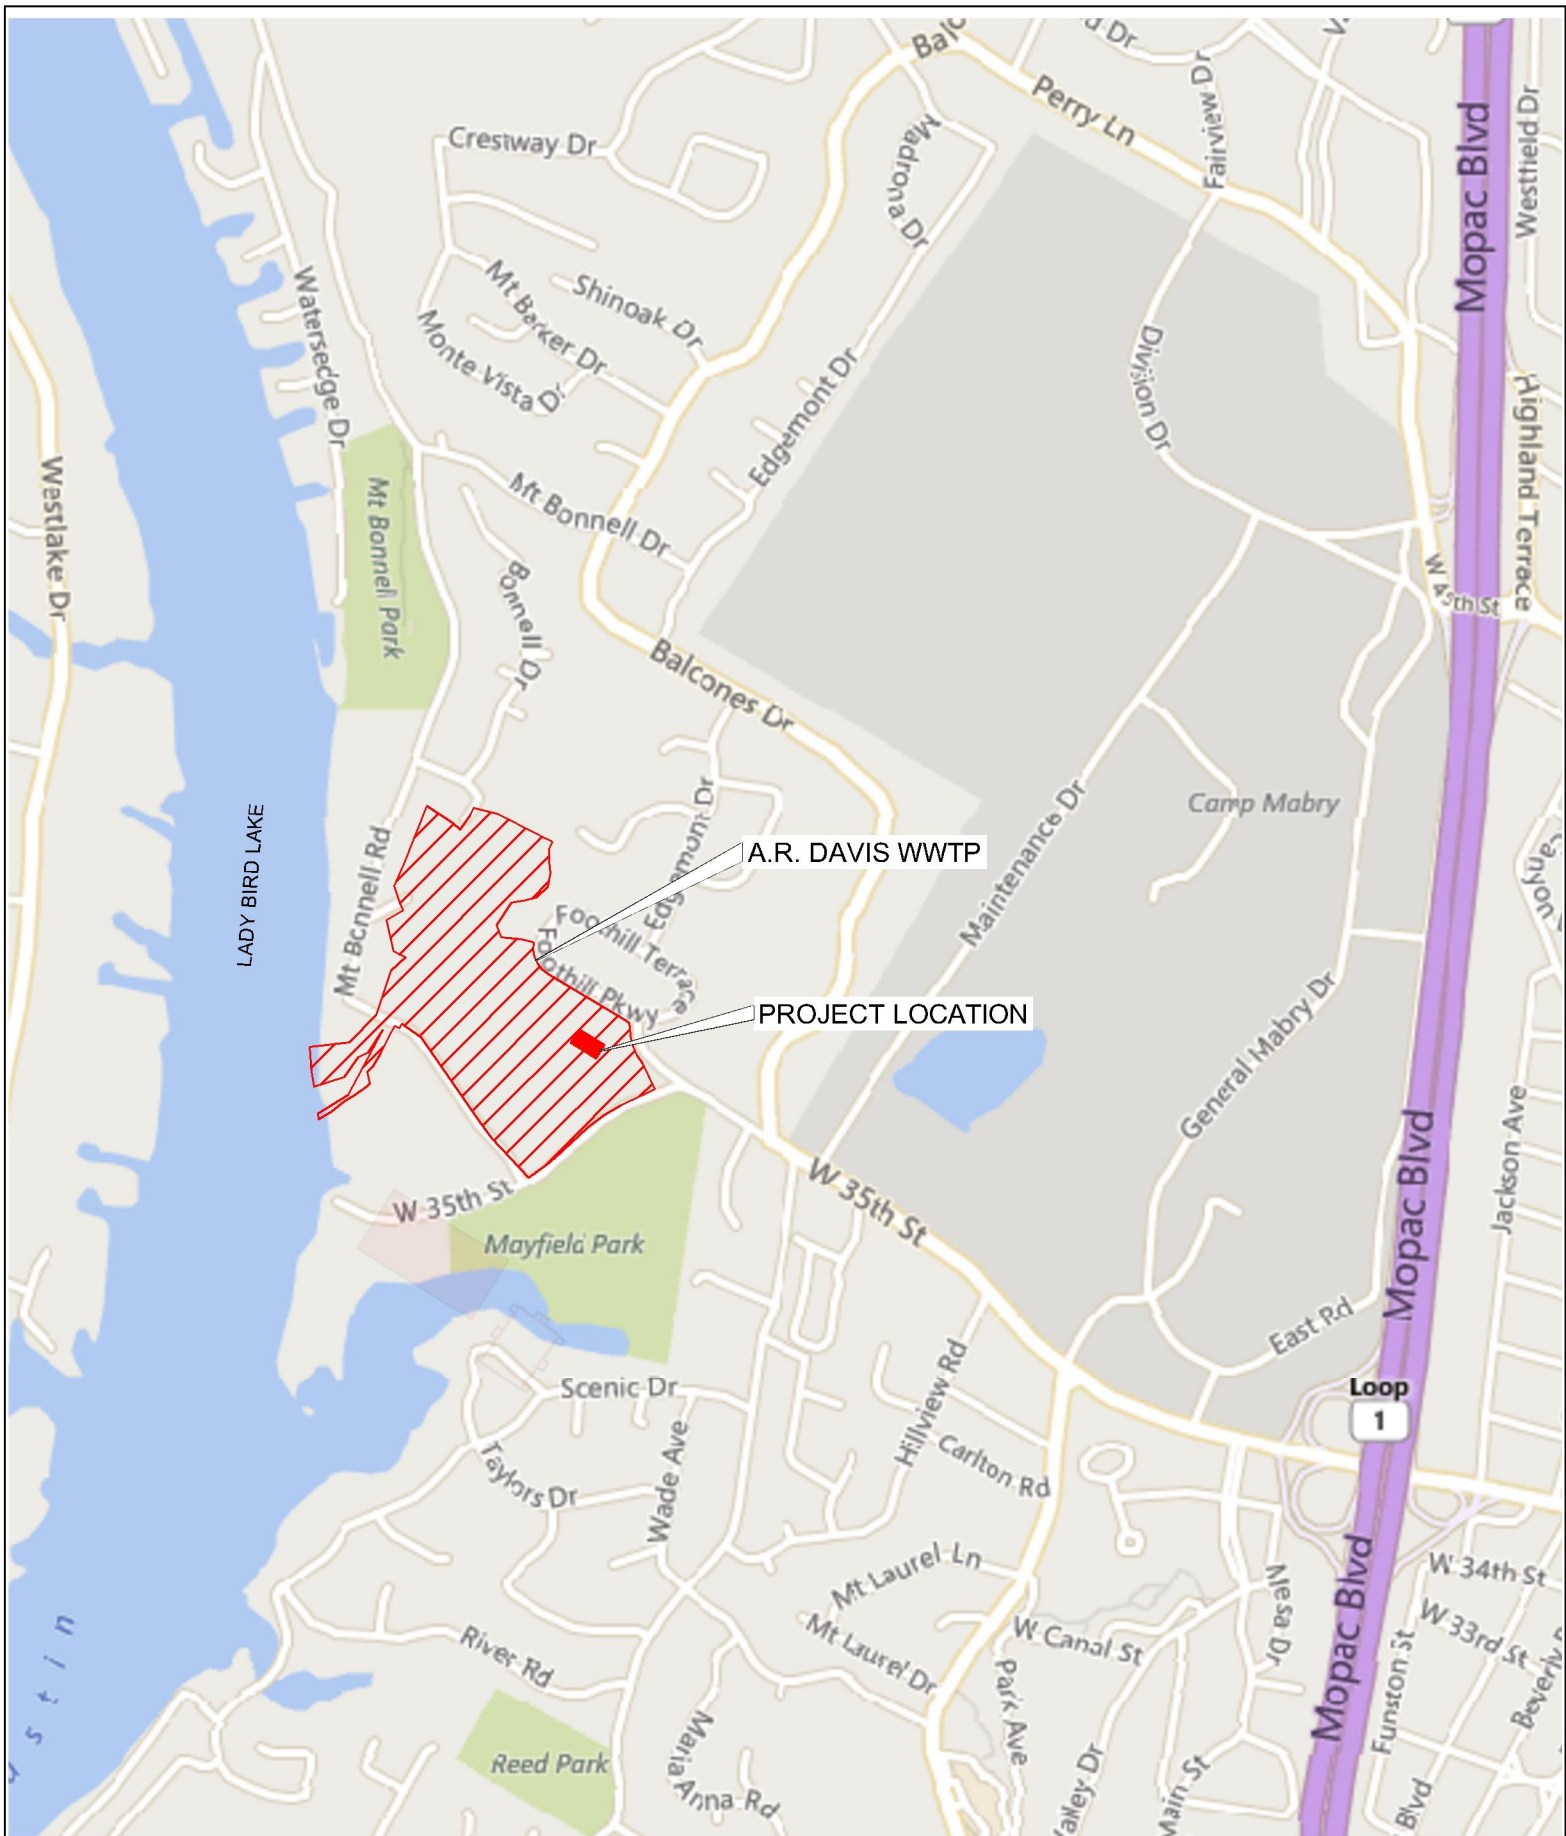 d Dr
Perry Ln
Fairview Dr
Mopac Blvd
Westfield Dr
Crestway Dr
Madrona Dr
Watersedge Dr
Mt Barker Dr
Shinoak Dr
Monte Vista D
Edgemont Dr
Division Dr
Highland Terrace
Westlake Dr
Mt Bonnell Park
Mt Bonnell Dr
Bonnell Dr
W 45th St
Balcones Dr
Camp Mabry
Maintenance Dr
Edgemont Dr
LADY BIRD LAKE
Mt Bonnell Rd
A.R. DAVIS WWTP
Foothill Terrace
Foothill Pkwy
PROJECT LOCATION
General Mabry Dr
Jackson Ave
Mopac Blvd
W 35th St
W 35th St
Mayfield Park
East Rd
Loop
1
Scenic Dr
Hillview Rd
Carlton Rd
Taylors Dr
Wade Ave
Mt Laurel Ln
Mt Laurel Dr
W Canal St
Nesa Dr
Mopac Blvd
W 34th St
W 33rd St
Funston St
River Rd
Park Ave
Reed Park
Maria Anna Rd
alley Dr
Main St
Blvd
ustin